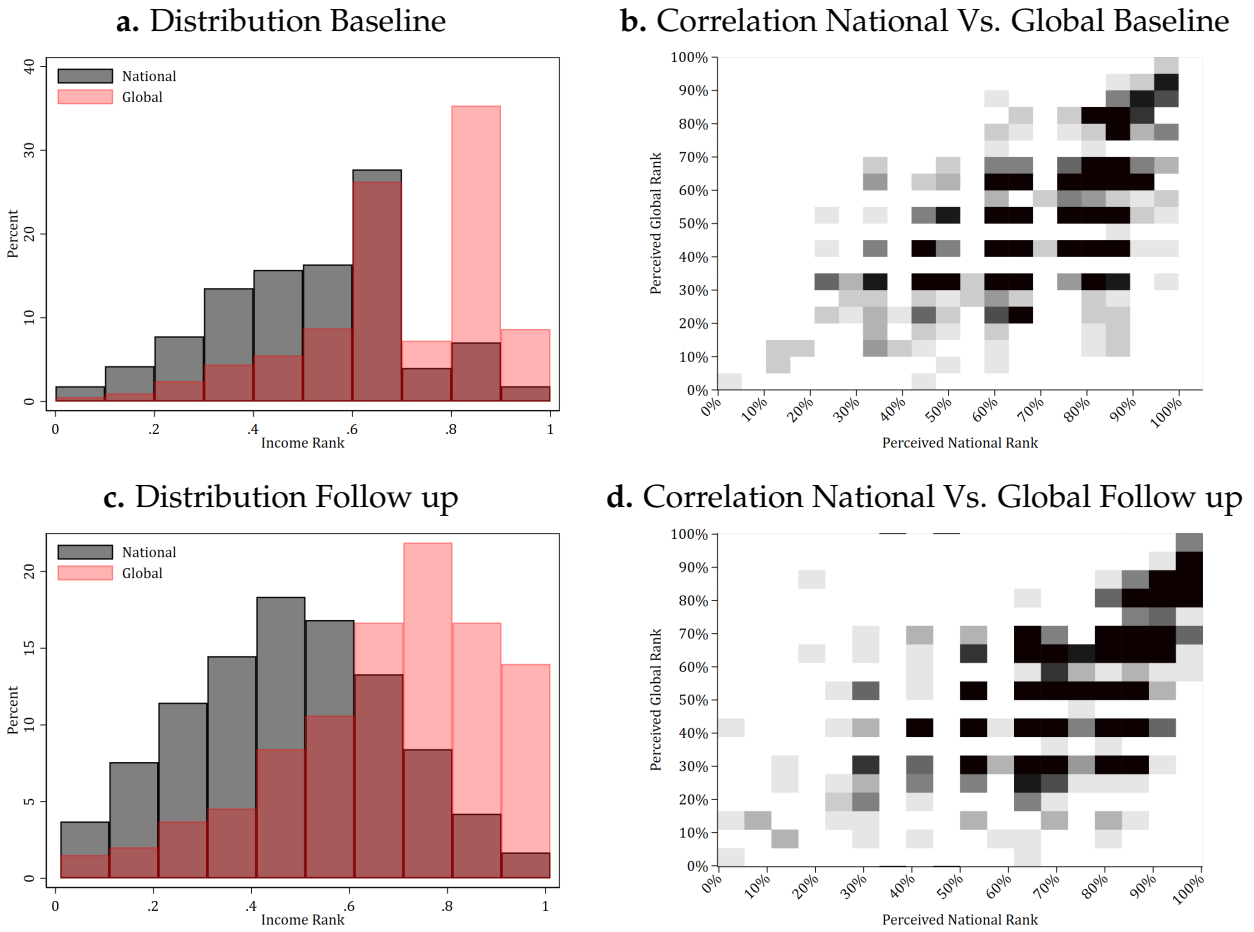 a. Distribution Baseline
40
30
20
10
0
Percent
National
Global
0 .2 .4 .6 .8 1
Income Rank
b. Correlation National Vs. Global Baseline
100%
90%
80%
70%
60%
50%
40%
30%
20%
10%
0%
Perceived Global Rank
0% 10% 20% 30% 40% 50% 60% 70% 80% 90% 100%
Perceived National Rank
c. Distribution Follow up
20
15
10
5
0
Percent
National
Global
0 .2 .4 .6 .8 1
Income Rank
d. Correlation National Vs. Global Follow up
100%
90%
80%
70%
60%
50%
40%
30%
20%
10%
0%
Perceived Global Rank
0% 10% 20% 30% 40% 50% 60% 70% 80% 90% 100%
Perceived National Rank